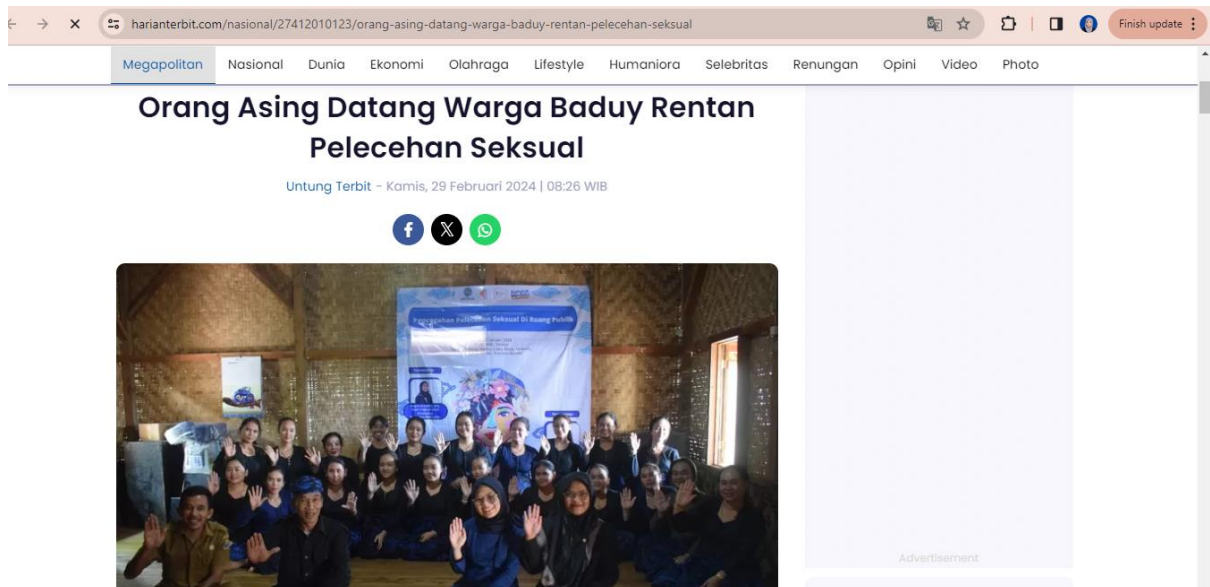 harianterbit.com/nasional/27412010123/orang-asing-datang-warga-baduy-rentan-pelecehan-seksual
Finish update
Megapolitan Nasional Dunia Ekonomi Olahraga Lifestyle Humaniora Selebritas Renungan Opini Video Photo
Orang Asing Datang Warga Baduy Rentan
Pelecehan Seksual
Untung Terbit - Kamis, 29 Februari 2024 | 08:26 WIB
Pencegahan Pelecehan Seksual Di Ruang Publik
Advertisement